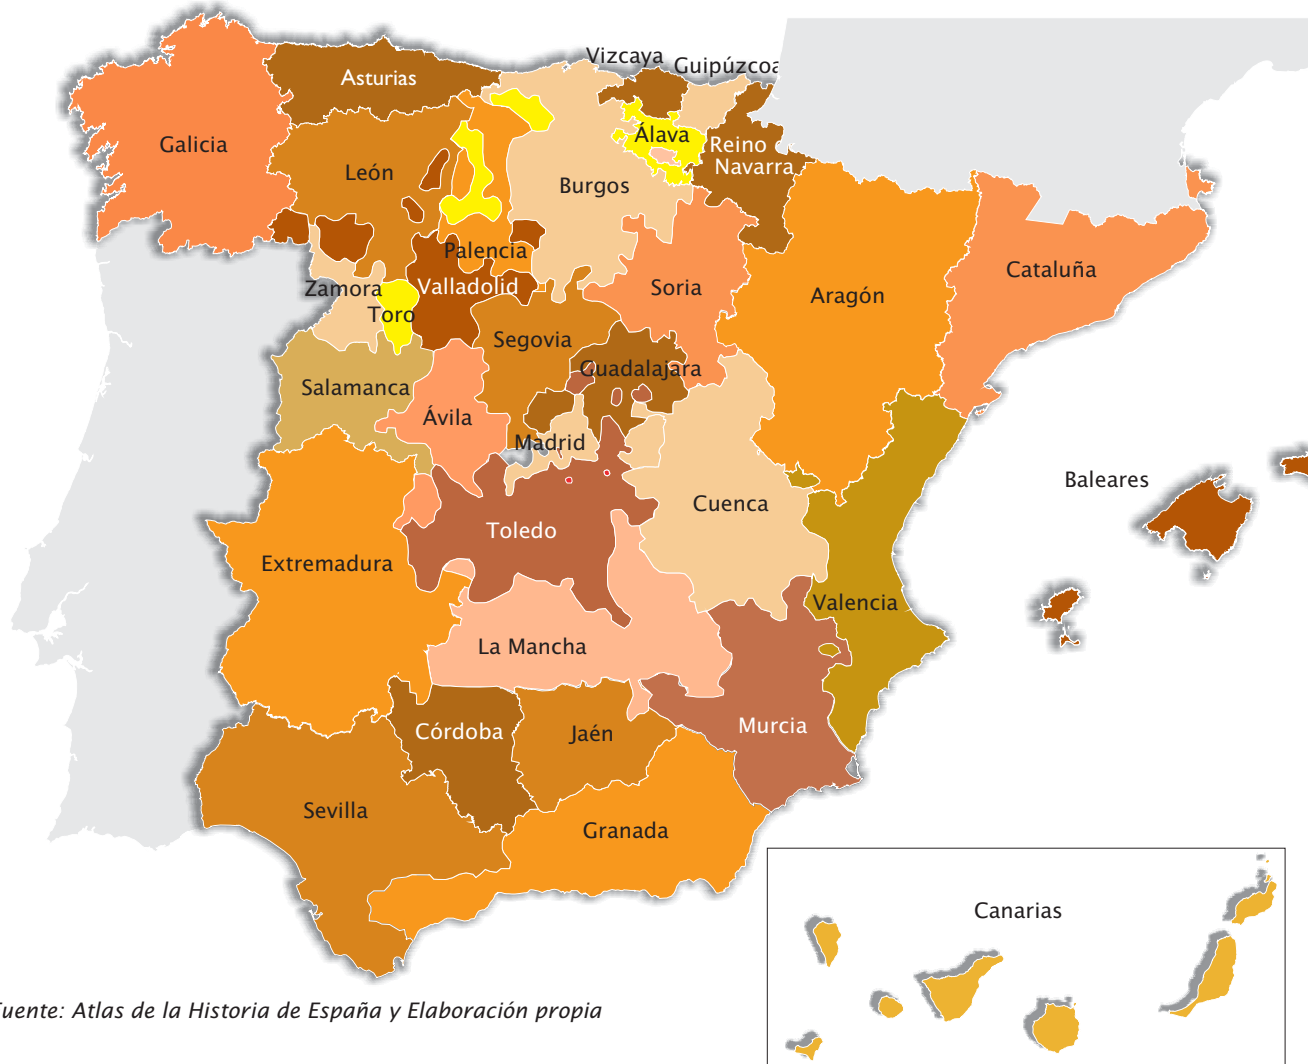 Vizcaya
Guipúzcoa
Asturias
Galicia
Álava
Reino de
Navarra
León
Burgos
Palencia
Cataluña
Zamora
Valladolid
Soria
Aragón
Toro
Segovia
Guadalajara
Salamanca
Ávila
Madrid
Baleares
Cuenca
Toledo
Extremadura
Valencia
La Mancha
Córdoba
Jaén
Murcia
Sevilla
Granada
Canarias
uente: Atlas de la Historia de España y Elaboración propia